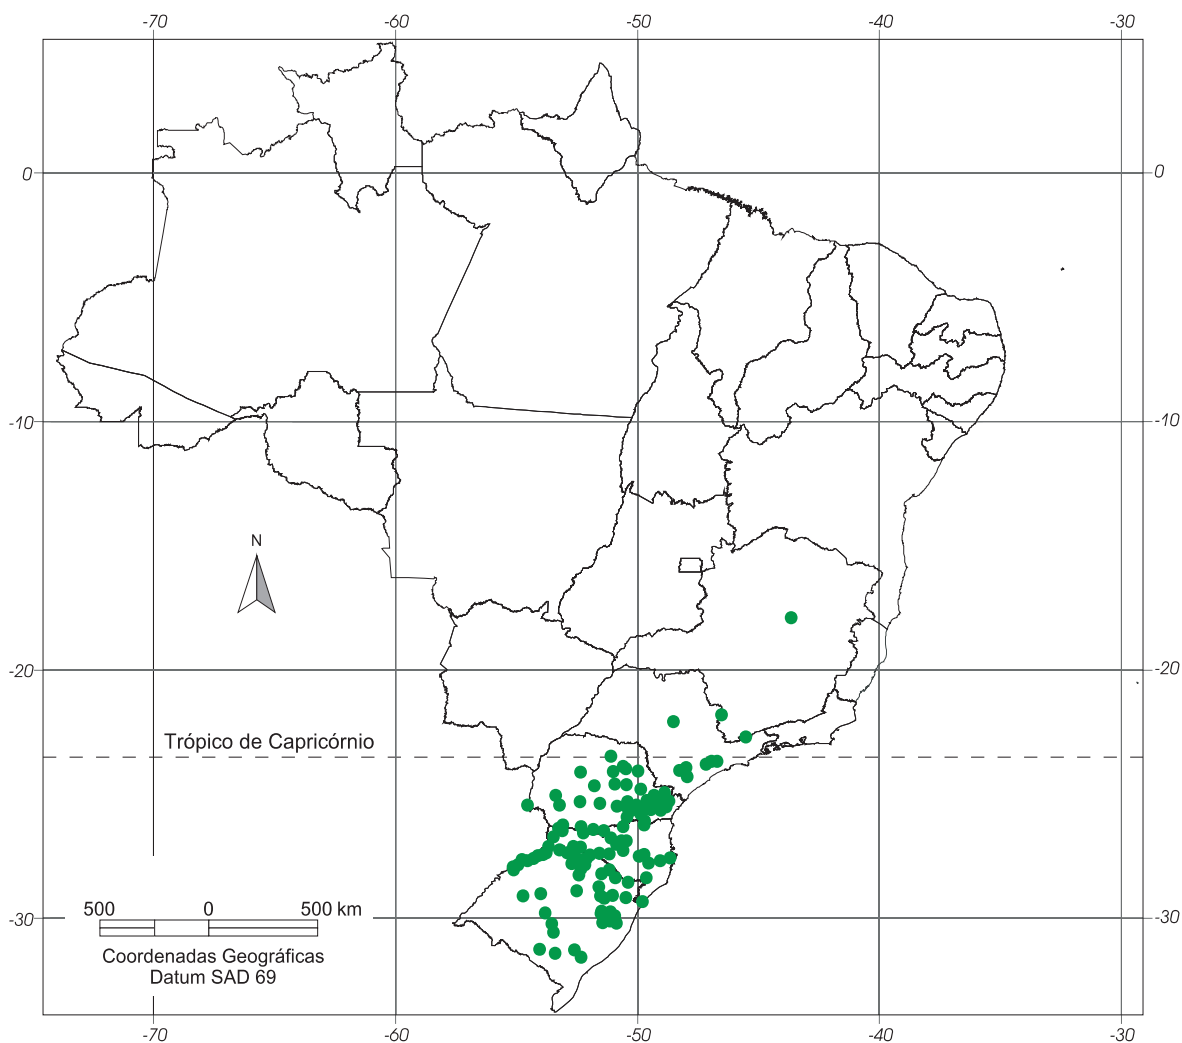 -70 -60 -50 -40 -30
0 0
-10 -10
N
-20 -20
Trópico de Capricórnio
500 0 500 km
-30 -30
Coordenadas Geográficas
Datum SAD 69
-70 -60 -50 -40 -30